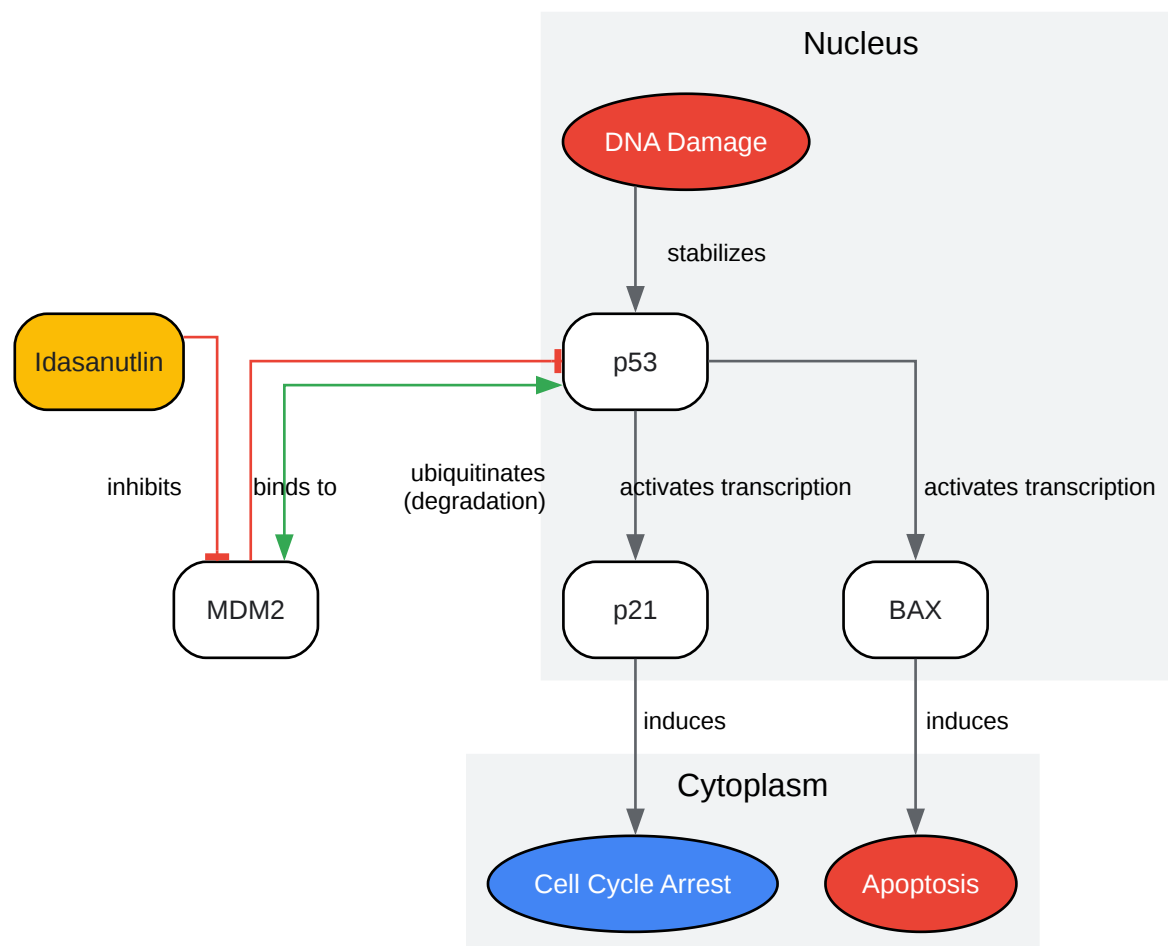 Nucleus
DNA Damage
stabilizes
Idasanutlin
p53
inhibits
binds to
ubiquitinates
(degradation)
activates transcription
activates transcription
MDM2
p21
BAX
induces
induces
Cytoplasm
Cell Cycle Arrest
Apoptosis